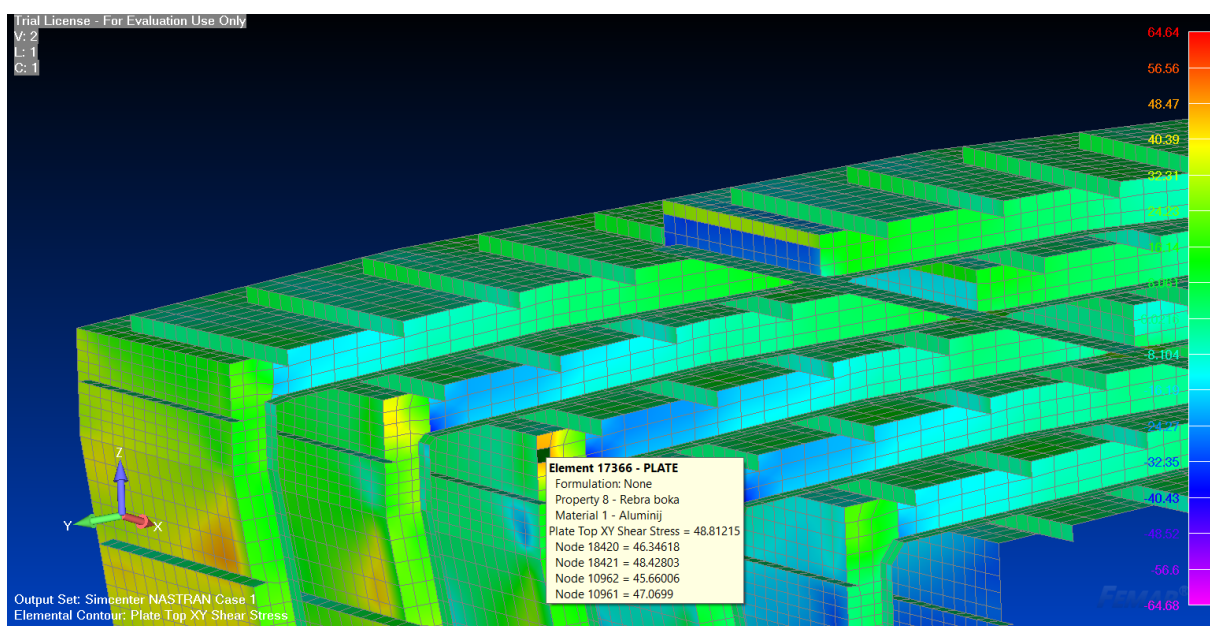 Trial License - For Evaluation Use Only
V: 2
L: 1
C: 1
64.64
56.56
48.47
40.39
32.31
8.104
-32.35
-40.43
-48.52
-56.6
-64.68
Z
Y
X
Element 17366 - PLATE
Formulation: None
Property 8 - Rebra boka
Material 1 - Aluminij
Plate Top XY Shear Stress = 48.81215
Node 18420 = 46.34618
Node 18421 = 48.42803
Node 10962 = 45.66006
Node 10961 = 47.0699
Output Set: Simcenter NASTRAN Case 1
Elemental Contour: Plate Top XY Shear Stress
FEMAP